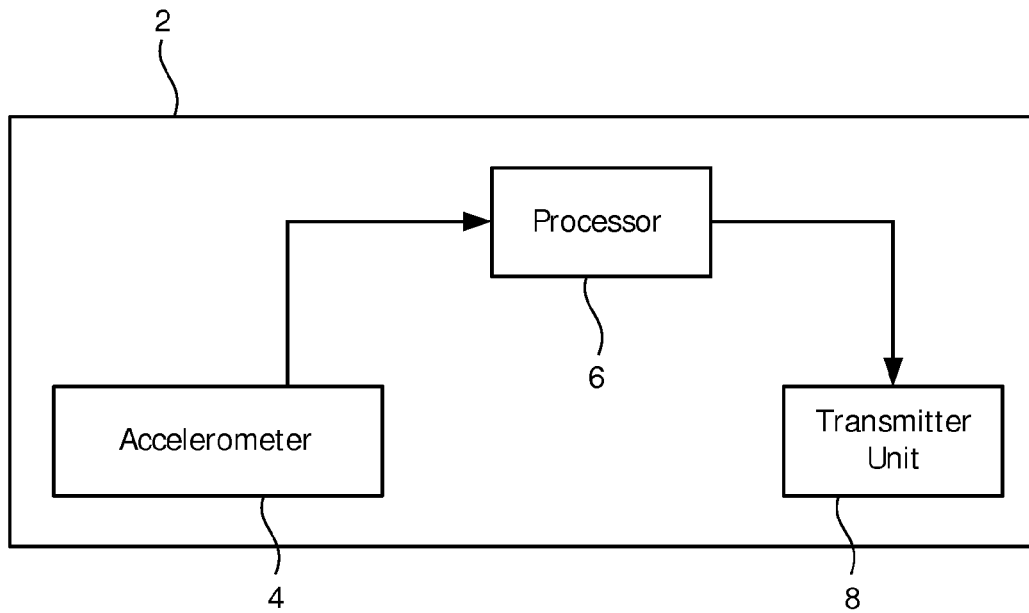 2
Processor
6
Accelerometer
Transmitter
Unit
4
8